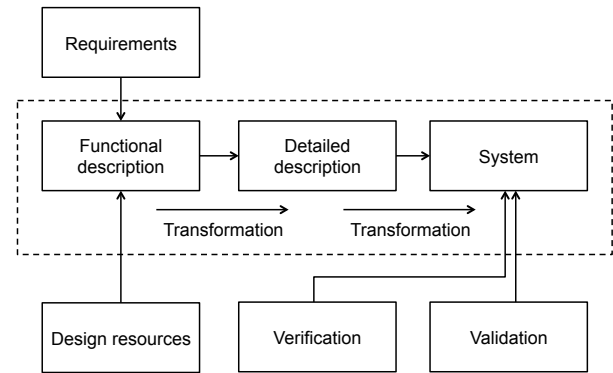 Requirements
Functional
description
Detailed
description
System
Transformation
Transformation
Design resources
Verification
Validation